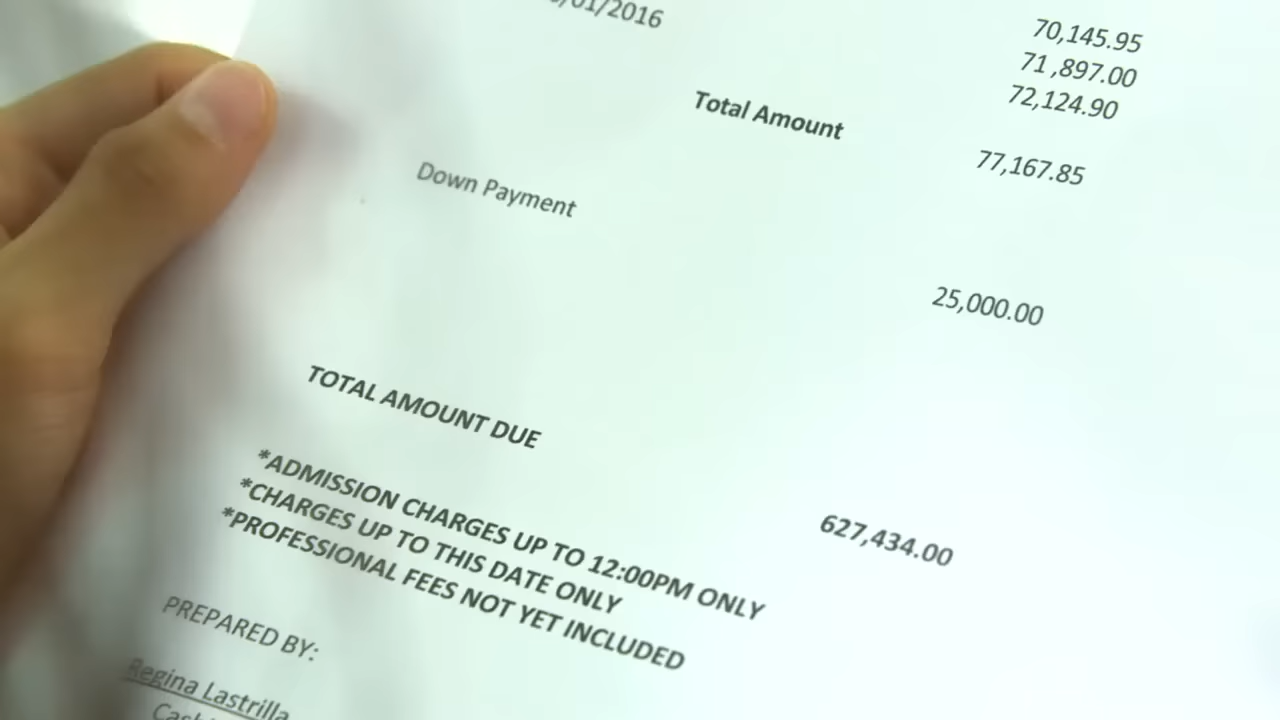 /01/2016
70,145.95
71,897.00
72,124.90
Total Amount
77,167.85
Down Payment
25,000.00
TOTAL AMOUNT DUE
627,434.00
*ADMISSION CHARGES UP TO 12:00PM ONLY
*CHARGES UP TO THIS DATE ONLY
*PROFESSIONAL FEES NOT YET INCLUDED
PREPARED BY:
Regina Lastrilla